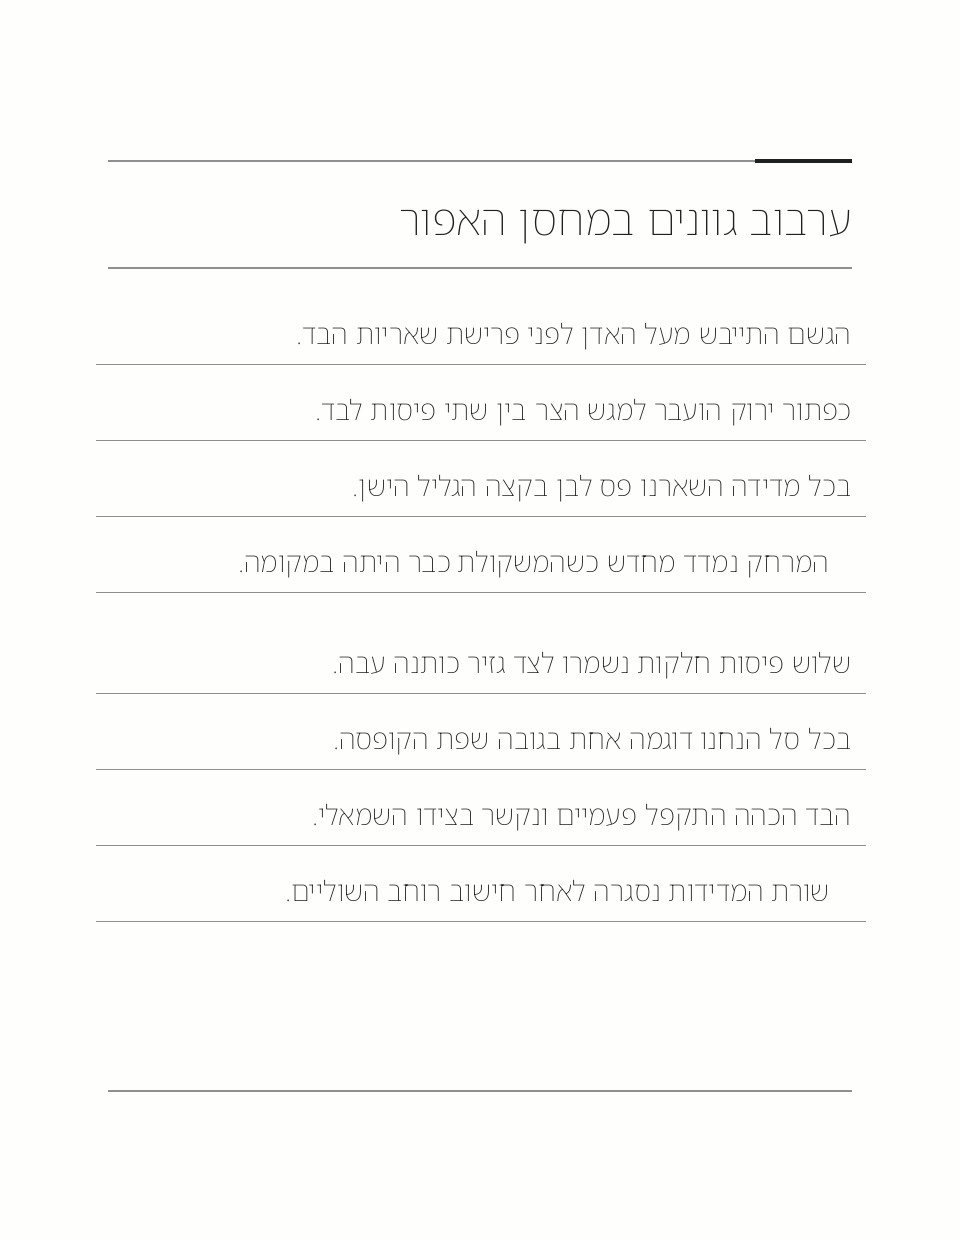 ערבוב גוונים במחסן האפור
הגשם התייבש מעל האדן לפני פרישת שאריות הבד.
כפתור ירוק הועבר למגש הצר בין שתי פיסות לבד.
בכל מדידה השארנו פס לבן בקצה הגליל הישן.
המרחק נמדד מחדש כשהמשקולת כבר היתה במקומה.
שלוש פיסות חלקות נשמרו לצד גזיר כותנה עבה.
בכל סל הנחנו דוגמה אחת בגובה שפת הקופסה.
הבד הכהה התקפל פעמיים ונקשר בצידו השמאלי.
שורת המדידות נסגרה לאחר חישוב רוחב השוליים.